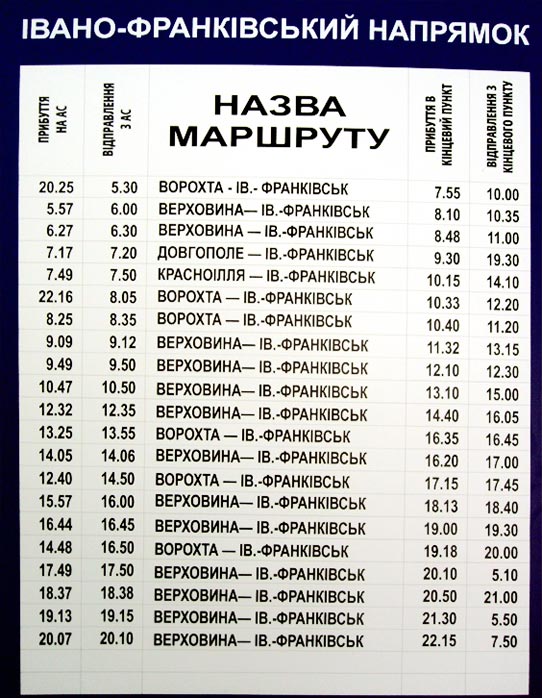 ІВАНО-ФРАНКІВСЬКИЙ НАПРЯМОК
ПРИБУТТЯ НА АС ВІДПРАВЛЕННЯ З АС НАЗВА МАРШРУТУ ПРИБУТТЯ В КІНЦЕВИЙ ПУНКТ ВІДПРАВЛЕННЯ З КІНЦЕВОГО ПУНКТУ
20.25 5.30 ВОРОХТА - ІВ.- ФРАНКІВСЬК 7.55 10.00
5.57 6.00 ВЕРХОВИНА— ІВ.-ФРАНКІВСЬК 8.10 10.35
6.27 6.30 ВЕРХОВИНА — ІВ.-ФРАНКІВСЬК 8.48 11.00
7.17 7.20 ДОВГОПОЛЕ — ІВ.-ФРАНКІВСЬК 9.30 19.30
7.49 7.50 КРАСНОІЛЛЯ — ІВ.-ФРАНКІВСЬК 10.15 14.10
22.16 8.05 ВОРОХТА — ІВ.-ФРАНКІВСЬК 10.33 12.20
8.25 8.35 ВОРОХТА — ІВ.-ФРАНКІВСЬК 10.40 11.20
9.09 9.12 ВЕРХОВИНА— ІВ.-ФРАНКІВСЬК 11.32 13.15
9.49 9.50 ВЕРХОВИНА— ІВ.-ФРАНКІВСЬК 12.10 12.30
10.47 10.50 ВЕРХОВИНА— ІВ.-ФРАНКІВСЬК 13.10 15.00
12.32 12.35 ВЕРХОВИНА— ІВ.-ФРАНКІВСЬК 14.40 16.05
13.25 13.55 ВОРОХТА — ІВ.-ФРАНКІВСЬК 16.35 16.45
14.05 14.06 ВЕРХОВИНА— ІВ.-ФРАНКІВСЬК 16.20 17.00
12.40 14.50 ВОРОХТА — ІВ.-ФРАНКІВСЬК 17.15 17.45
15.57 16.00 ВЕРХОВИНА— ІВ.-ФРАНКІВСЬК 18.13 18.40
16.44 16.45 ВЕРХОВИНА— ІВ.-ФРАНКІВСЬК 19.00 19.30
14.48 16.50 ВОРОХТА — ІВ.-ФРАНКІВСЬК 19.18 20.00
17.49 17.50 ВЕРХОВИНА— ІВ.-ФРАНКІВСЬК 20.10 5.10
18.37 18.38 ВЕРХОВИНА— ІВ.-ФРАНКІВСЬК 20.50 21.00
19.13 19.15 ВЕРХОВИНА— ІВ.-ФРАНКІВСЬК 21.30 5.50
20.07 20.10 ВЕРХОВИНА— ІВ.-ФРАНКІВСЬК 22.15 7.50